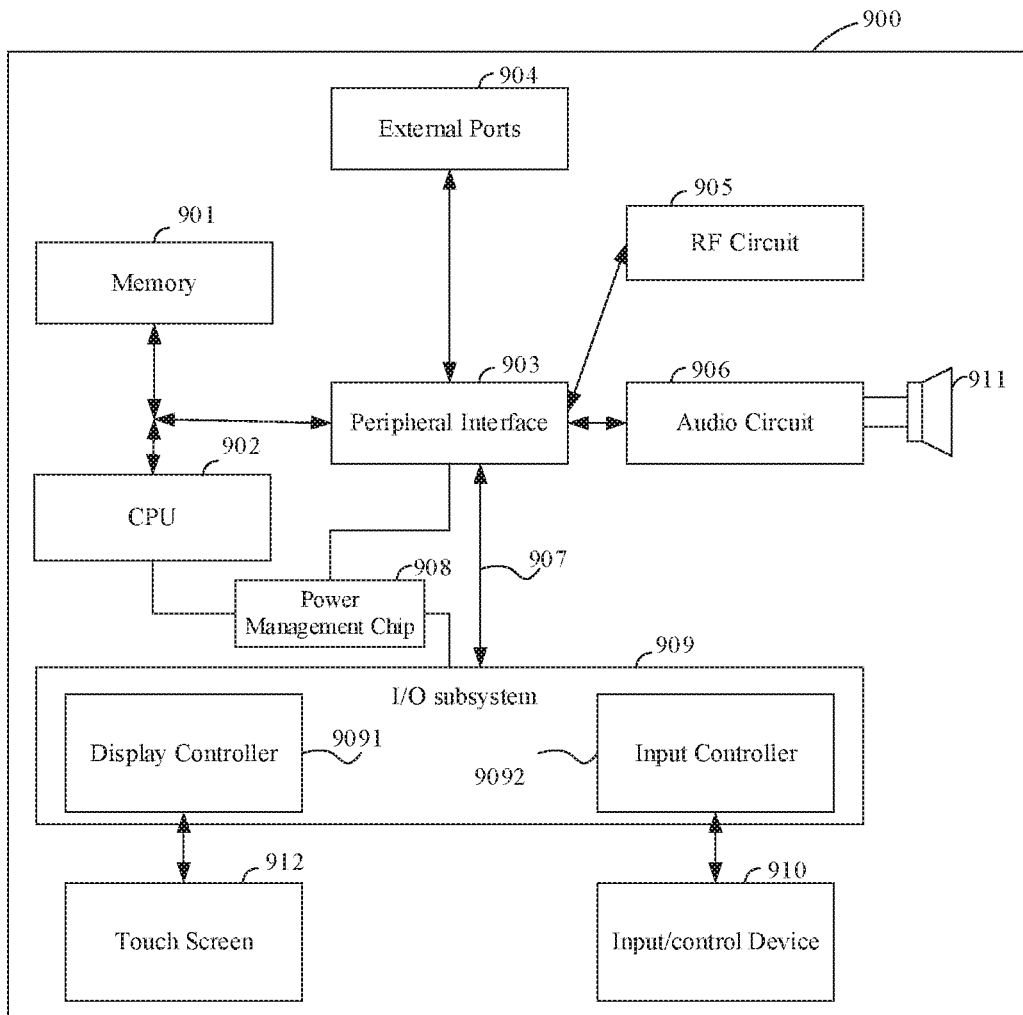 900
904
External Ports
905
RF Circuit
901
Memory
903
Peripheral Interface
906
Audio Circuit
911
902
CPU
907
908
Power
Management Chip
909
I/O subsystem
Display Controller
9091
9092
Input Controller
912
Touch Screen
910
Input/control Device